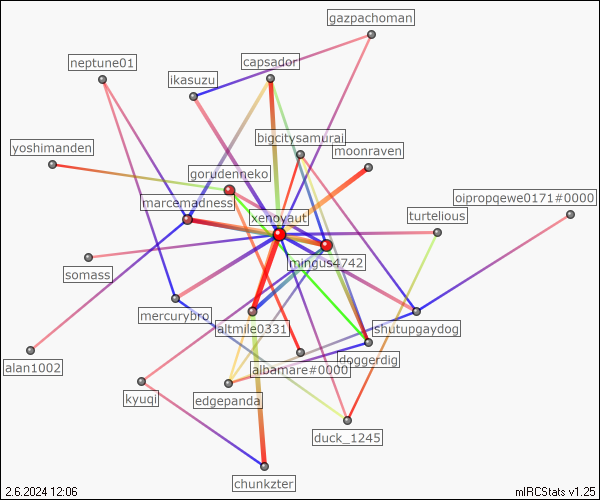 gazpachoman
neptune01
capsador
ikasuzu
bigcitysamurai
moonraven
yoshimanden
gorudenneko
oipropqewe0171#0000
marcemadness
xenoyaut
turtelious
mingus4742
somass
mercurybro
altmile0331
shutupgaydog
doggerdig
alan1002
albamare#0000
kyuqi
edgepanda
duck_1245
chunkzter
2.6.2024 12:06
mIRCStats v1.25